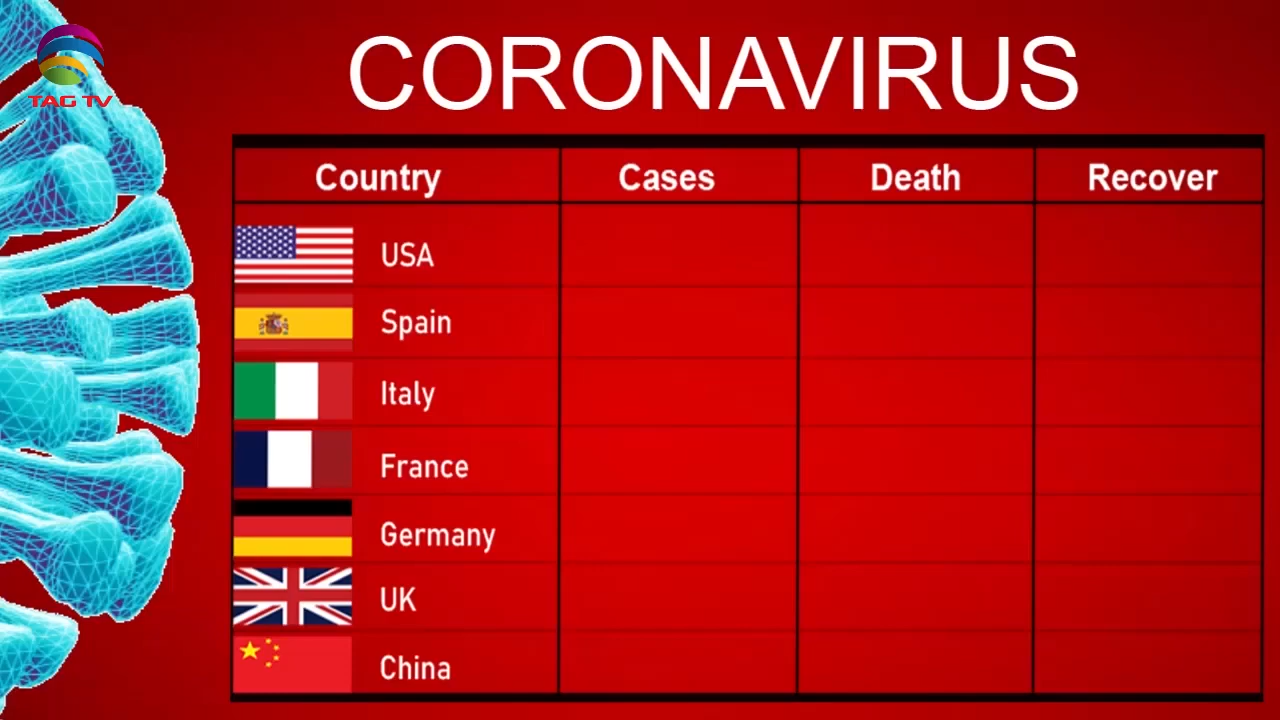 TAG TV
CORONAVIRUS
Country Cases Death Recover
USA
Spain
Italy
France
Germany
UK
China